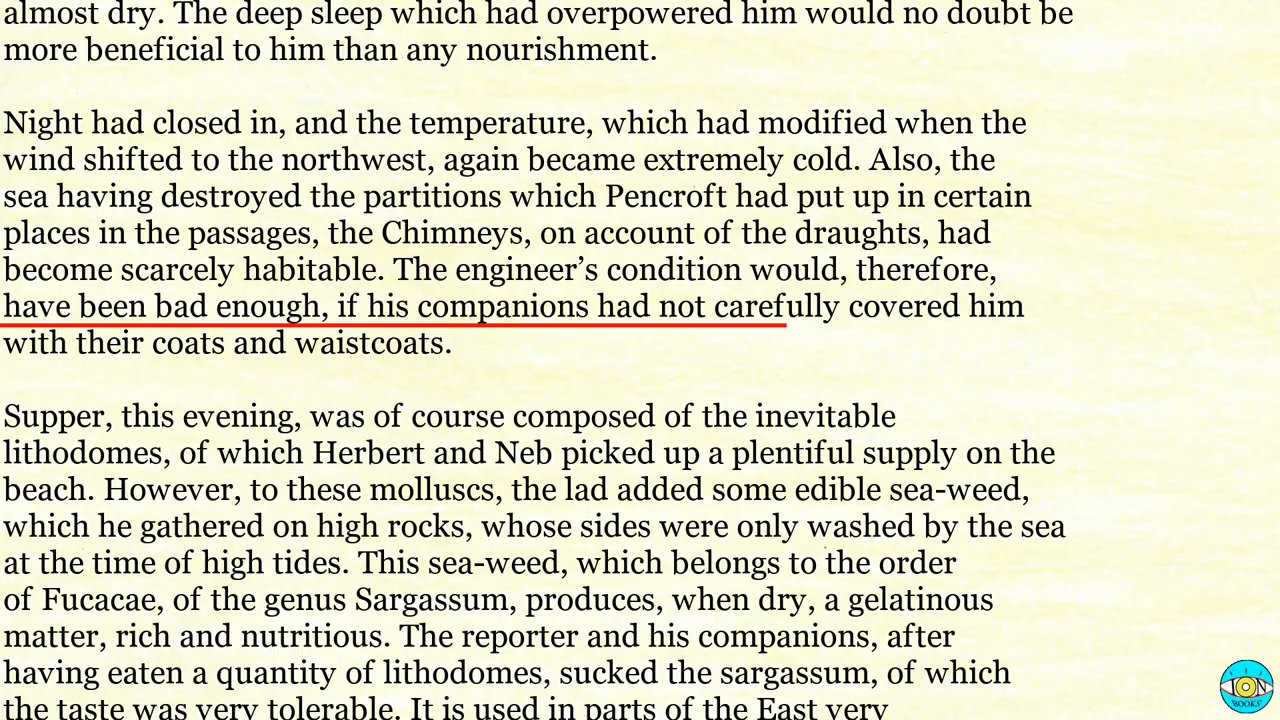 almost dry. The deep sleep which had overpowered him would no doubt be
more beneficial to him than any nourishment.
Night had closed in, and the temperature, which had modified when the
wind shifted to the northwest, again became extremely cold. Also, the
sea having destroyed the partitions which Pencroft had put up in certain
places in the passages, the Chimneys, on account of the draughts, had
become scarcely habitable. The engineer’s condition would, therefore,
have been bad enough, if his companions had not carefully covered him
with their coats and waistcoats.
Supper, this evening, was of course composed of the inevitable
lithodomes, of which Herbert and Neb picked up a plentiful supply on the
beach. However, to these molluscs, the lad added some edible sea-weed,
which he gathered on high rocks, whose sides were only washed by the sea
at the time of high tides. This sea-weed, which belongs to the order
of Fucacae, of the genus Sargassum, produces, when dry, a gelatinous
matter, rich and nutritious. The reporter and his companions, after
having eaten a quantity of lithodomes, sucked the sargassum, of which
the taste was very tolerable. It is used in parts of the East very
ION
BOOKS